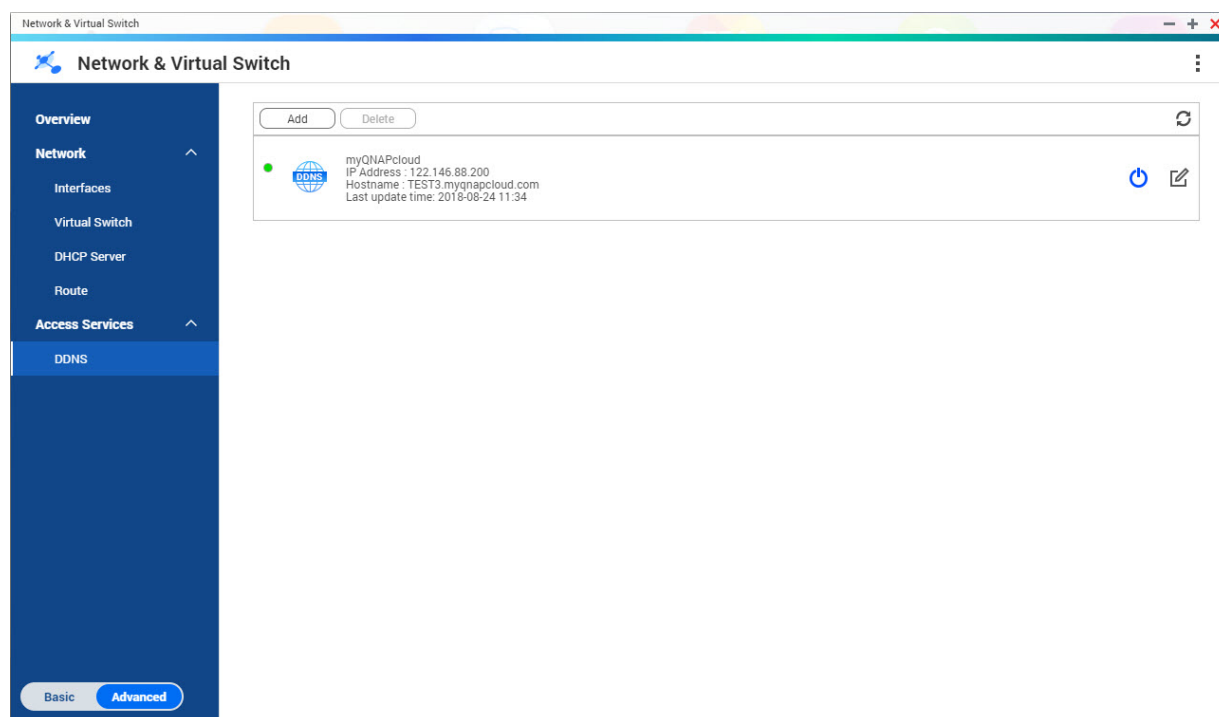 Network & Virtual Switch
Network & Virtual Switch
Overview
Network
Interfaces
Virtual Switch
DHCP Server
Route
Access Services
DDNS
Basic Advanced
Add Delete
DDNS
myQNAPcloud
IP Address : 122.146.88.200
Hostname : TEST3.myqnapcloud.com
Last update time: 2018-08-24 11:34